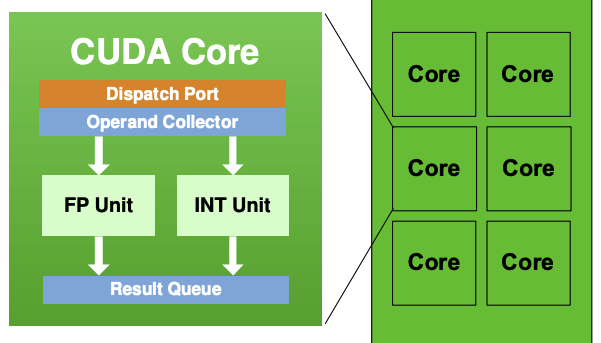 CUDA Core
Dispatch Port
Operand Collector
FP Unit
INT Unit
Result Queue
Core
Core
Core
Core
Core
Core